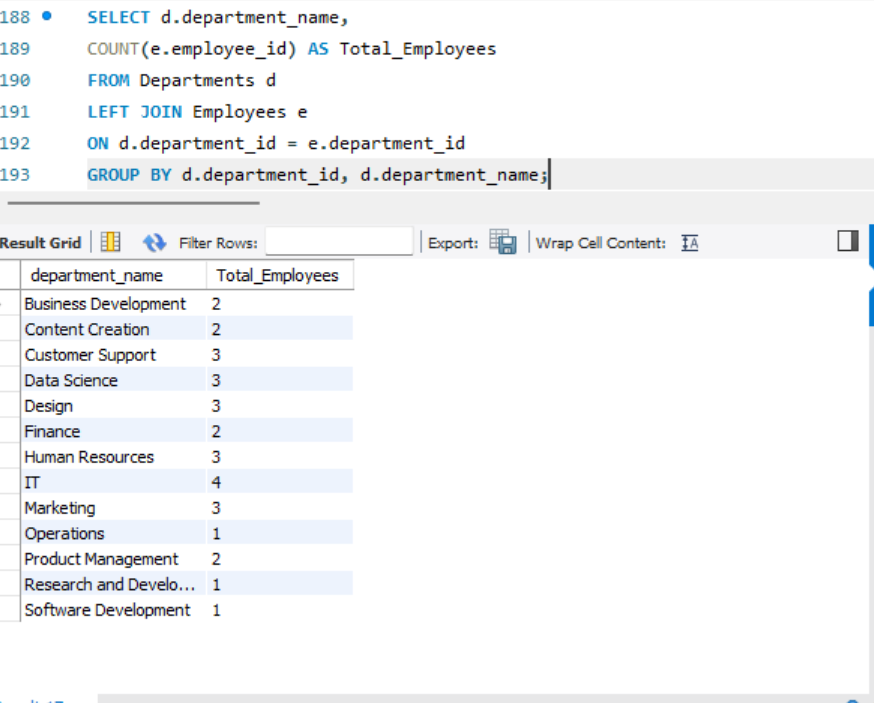 188 SELECT d.department_name,
189 COUNT(e.employee_id) AS Total_Employees
190 FROM Departments d
191 LEFT JOIN Employees e
192 ON d.department_id = e.department_id
193 GROUP BY d.department_id, d.department_name;
Result Grid Filter Rows: Export: Wrap Cell Content: IA
department_name Total_Employees
Business Development 2
Content Creation 2
Customer Support 3
Data Science 3
Design 3
Finance 2
Human Resources 3
IT 4
Marketing 3
Operations 1
Product Management 2
Research and Develo... 1
Software Development 1